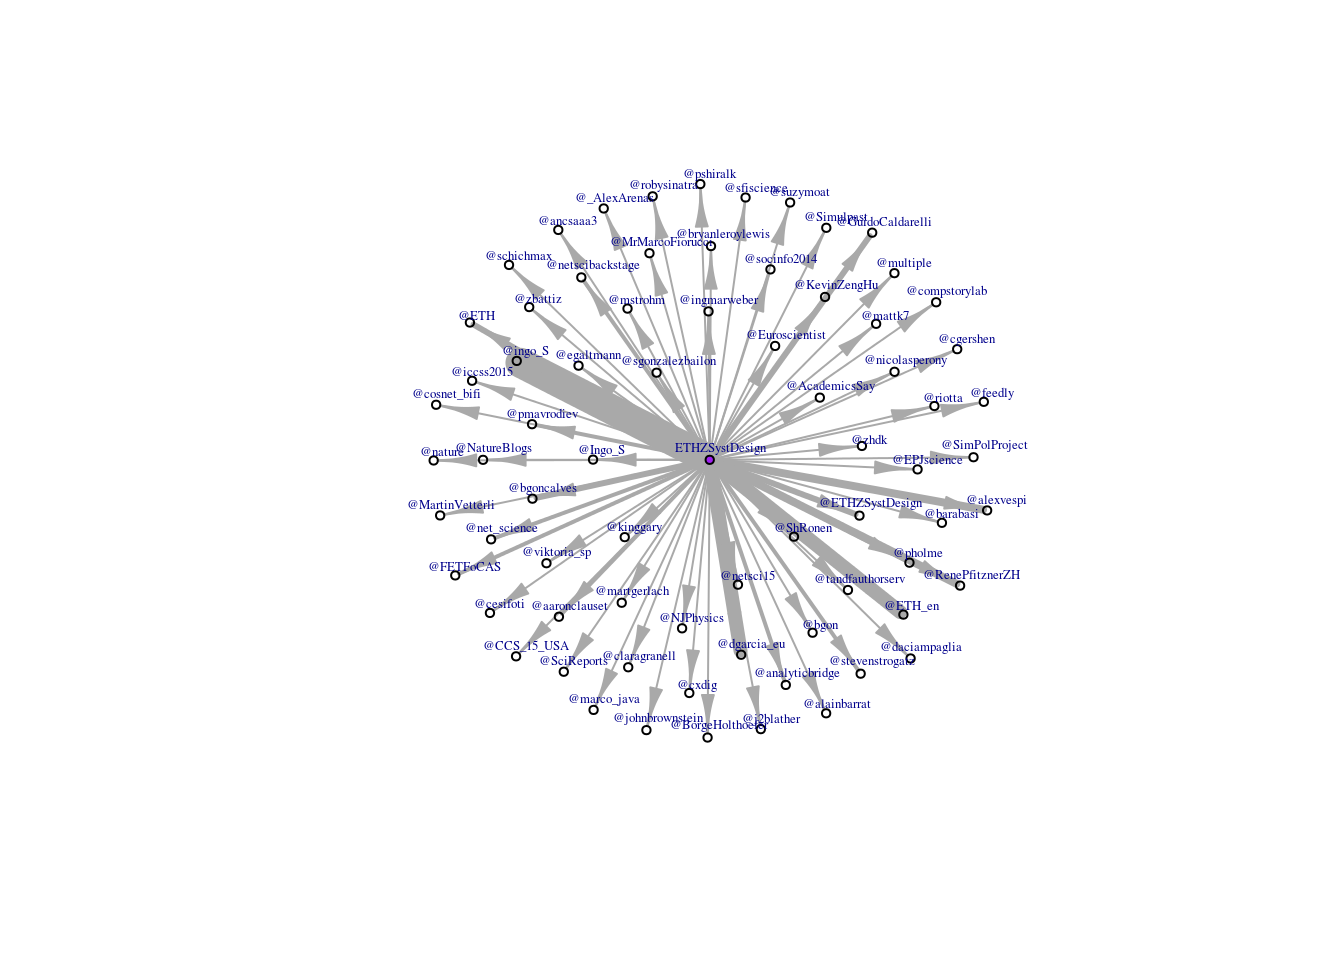 @pshiralk
@robysinatra
@sfiscience
@suzymoat
@_AlexArenas
@ancsaaa3
@Simulpast
@GuidoCaldarelli
@MrMarcoFiorucci
@bryanleroylewis
@schichmax
@netscibackstage
@socinfo2014
@multiple
@KevinZengHu
@compstorylab
@zbattiz
@mstrohm
@ingmarweber
@ETH
@mattk7
@Euroscientist
@cgershen
@ingo_S
@egaltmann
@sgonzalezbailon
@nicolasperony
@iccss2015
@AcademicsSay
@cosnet_bifi
@riotta
@feedly
@pmavrodiev
@zhdk
@SimPolProject
@nature
@NatureBlogs
@Ingo_S
ETHZSystDesign
@EPJscience
@bgoncalves
@MartinVetterli
@ETHZSystDesign
@alexvespi
@barabasi
@net_science
@kinggary
@ShRonen
@viktoria_sp
@pholme
@FETFoCAS
@netsci15
@tandfauthorserv
@RenePfitznerZH
@martgerlach
@cesifoti
@aaronclauset
@ETH_en
@NJPhysics
@bgon
@CCS_15_USA
@SciReports
@claragranell
@dgarcia_eu
@daciampaglia
@stevenstrogatz
@analyticbridge
@cxdig
@marco_java
@alainbarrat
@johnbrownstein
@BorgeHolthoefer
@j2blather